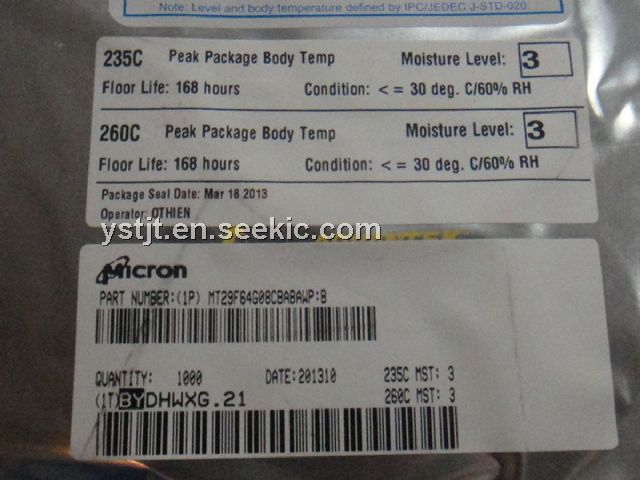 Note: Level and body temperature defined by IPC/JEDEC J-STD-020.
235C Peak Package Body Temp Moisture Level: 3
Floor Life: 168 hours Condition: < = 30 deg. C/60% RH
260C Peak Package Body Temp Moisture Level: 3
Floor Life: 168 hours Condition: < = 30 deg. C/60% RH
Package Seal Date: Mar 18 2013
Operator: OTHIEN
ystjt.en.seekic.com
Micron
PART NUMBER:(1P) MT29F64G08CBABAWP:B
QUANTITY: 1000 DATE:201310 235C MST: 3
(1T)BYDHWXG.21 260C MST: 3